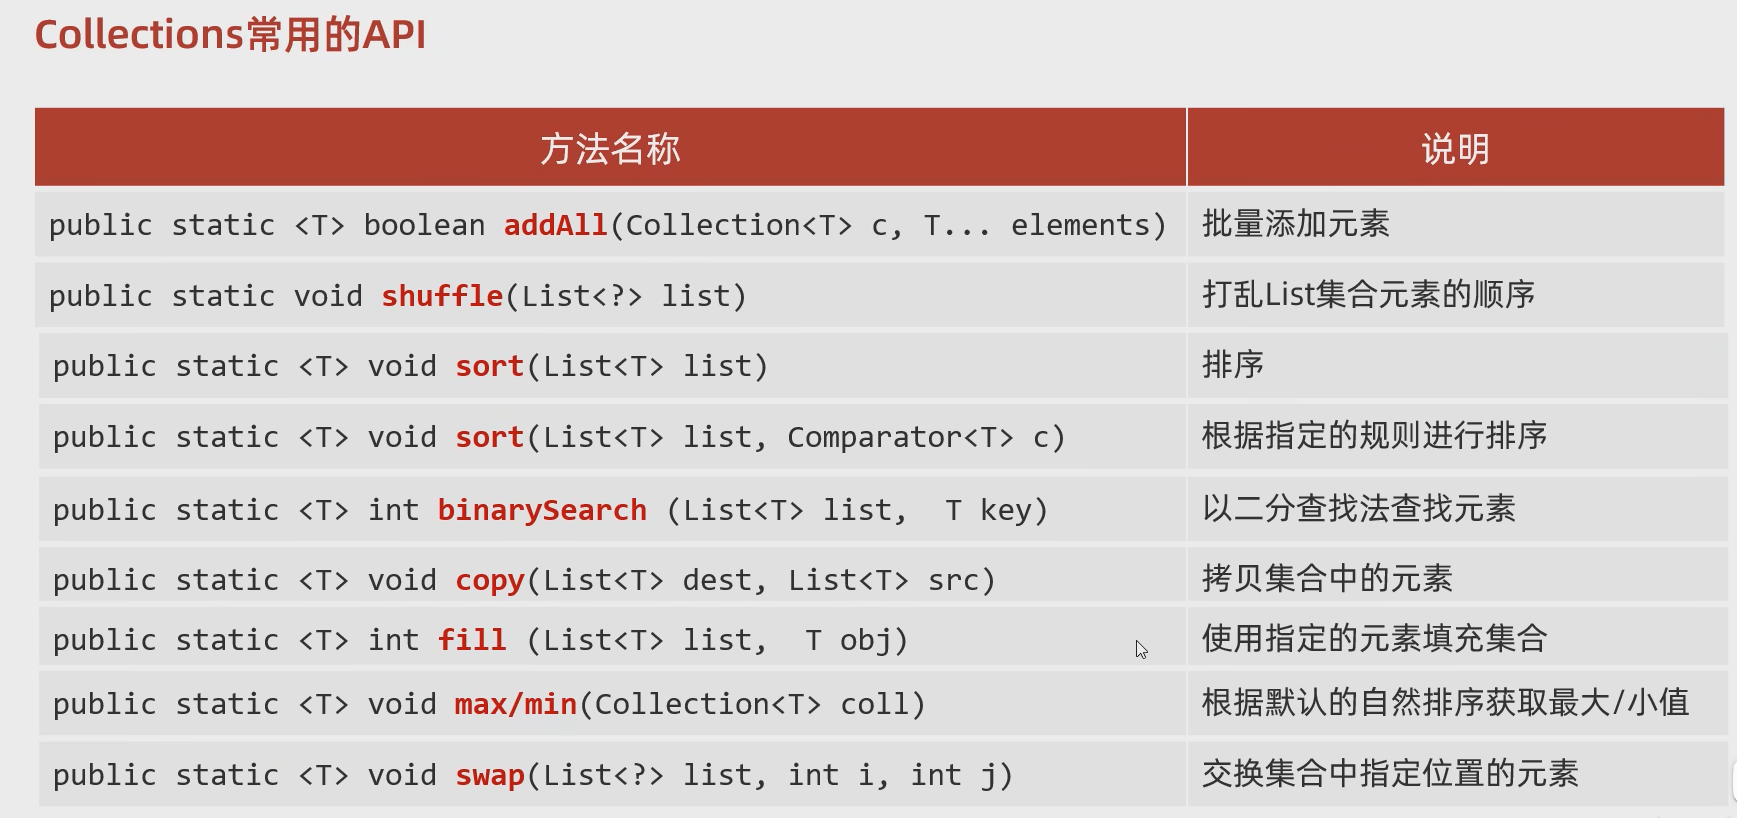 Collections常用的API
方法名称 说明
public static <T> boolean addAll(Collection<T> c, T... elements) 批量添加元素
public static void shuffle(List<?> list) 打乱List集合元素的顺序
public static <T> void sort(List<T> list) 排序
public static <T> void sort(List<T> list, Comparator<T> c) 根据指定的规则进行排序
public static <T> int binarySearch (List<T> list,  T key) 以二分查找法查找元素
public static <T> void copy(List<T> dest, List<T> src) 拷贝集合中的元素
public static <T> int fill (List<T> list,  T obj) 使用指定的元素填充集合
public static <T> void max/min(Collection<T> coll) 根据默认的自然排序获取最大/小值
public static <T> void swap(List<?> list, int i, int j) 交换集合中指定位置的元素